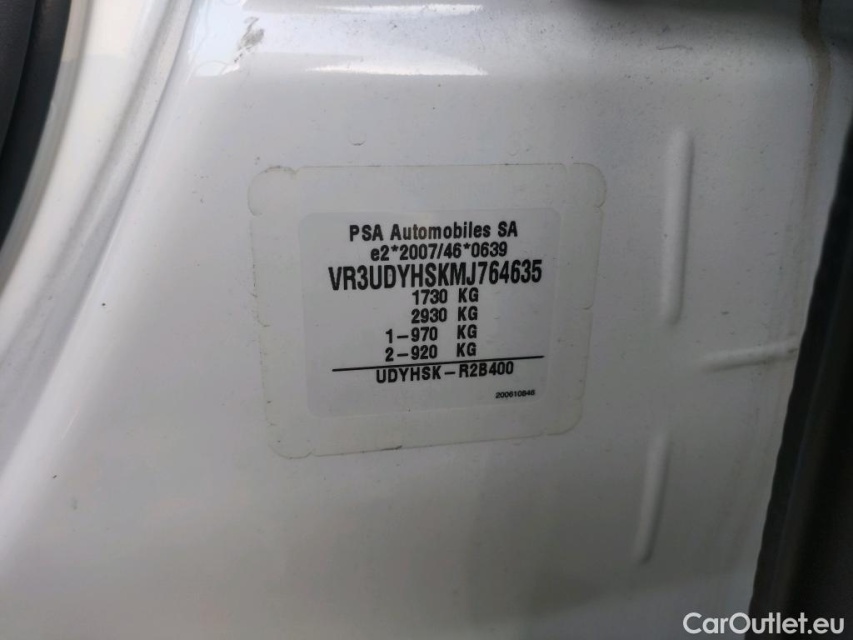 PSA Automobiles SA
e2*2007/46*0639
VR3UDYHSKMJ764635
1730 KG
2930 KG
1-970 KG
2-920 KG
UDYHSK-R2B400
200610846
CarOutlet.eu